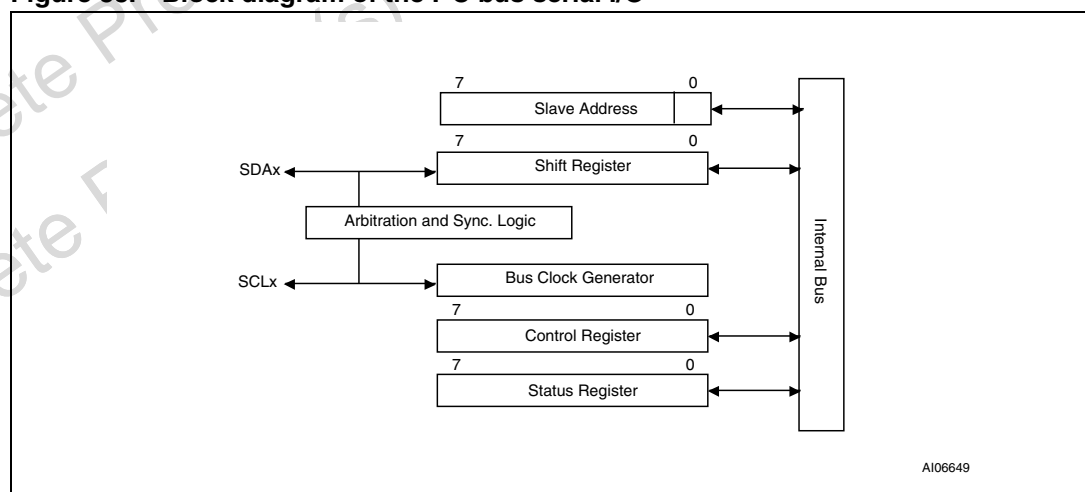 7 0
Slave Address
7 0
SDAx Shift Register
Arbitration and Sync. Logic
SCLx Bus Clock Generator
7 0
Control Register
7 0
Status Register
Internal Bus
AI06649